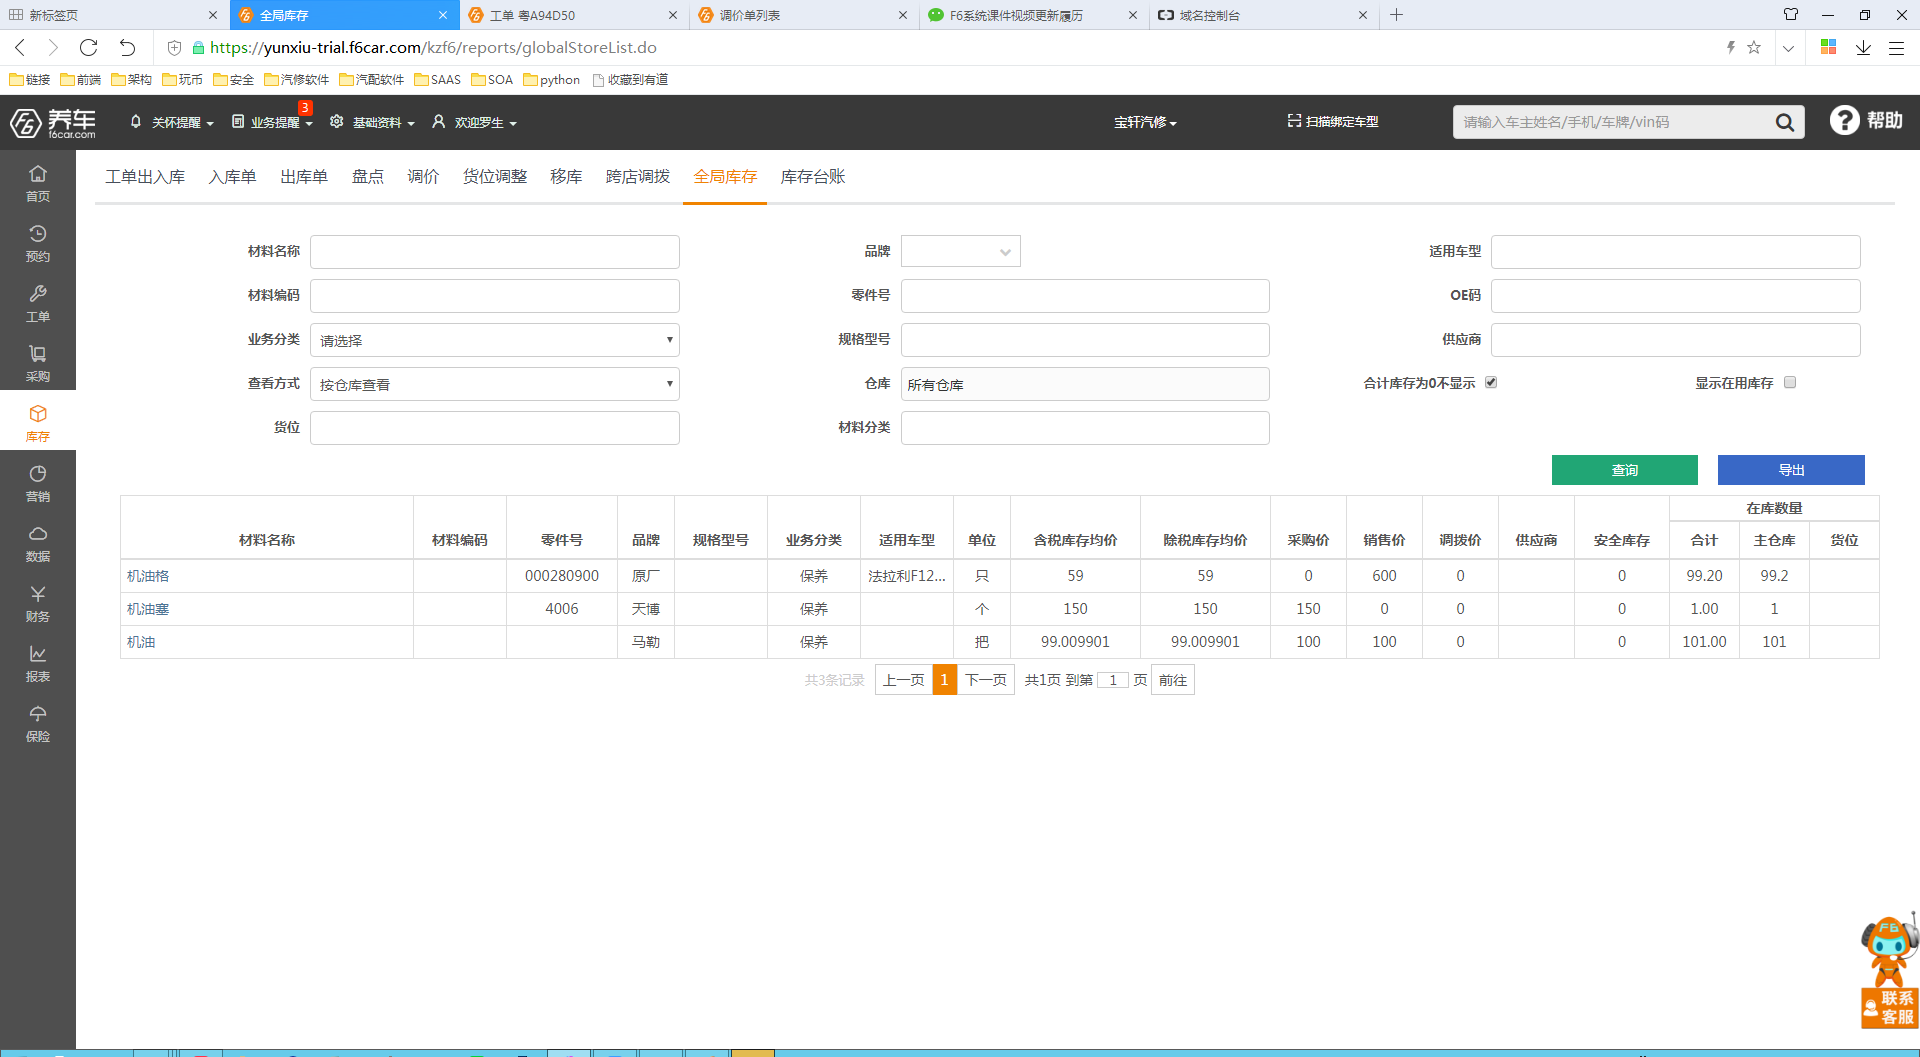 新标签页
全局库存
工单 粤A94D50
调价单列表
F6系统课件视频更新履历
域名控制台
https://yunxiu-trial.f6car.com/kzf6/reports/globalStoreList.do
链接 前端 架构 玩币 安全 汽修软件 汽配软件 SAAS SOA python 收藏到有道
F6 养车
f6car.com
关怀提醒 业务提醒 3 基础资料 欢迎罗生
宝轩汽修
扫描绑定车型
请输入车主姓名/手机/车牌/vin码
? 帮助
首页
预约
工单
采购
库存
营销
数据
财务
报表
保险
工单出入库 入库单 出库单 盘点 调价 货位调整 移库 跨店调拨 全局库存 库存台账
材料名称 品牌 适用车型
材料编码 零件号 OE码
业务分类 请选择 规格型号 供应商
查看方式 按仓库查看 仓库 所有仓库 合计库存为0不显示 显示在用库存
货位 材料分类
查询 导出
在库数量
材料名称 材料编码 零件号 品牌 规格型号 业务分类 适用车型 单位 含税库存均价 除税库存均价 采购价 销售价 调拨价 供应商 安全库存 合计 主仓库 货位
机油格 000280900 原厂 保养 法拉利F12... 只 59 59 0 600 0 0 99.20 99.2
机油塞 4006 天博 保养 个 150 150 150 0 0 0 1.00 1
机油 马勒 保养 把 99.009901 99.009901 100 100 0 0 101.00 101
共3条记录 上一页 1 下一页 共1页 到第 1 页 前往
F6
联系
客服